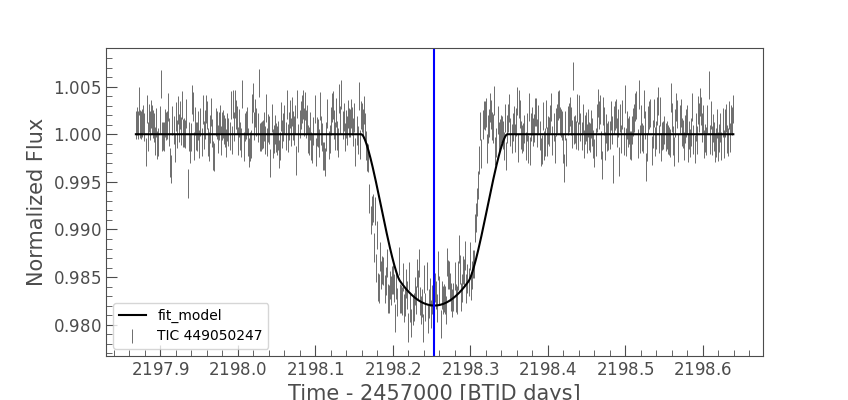 Normalized Flux
1.005
1.000
0.995
0.990
0.985
0.980
fit_model
TIC 449050247
2197.9 2198.0 2198.1 2198.2 2198.3 2198.4 2198.5 2198.6
Time - 2457000 [BTJD days]